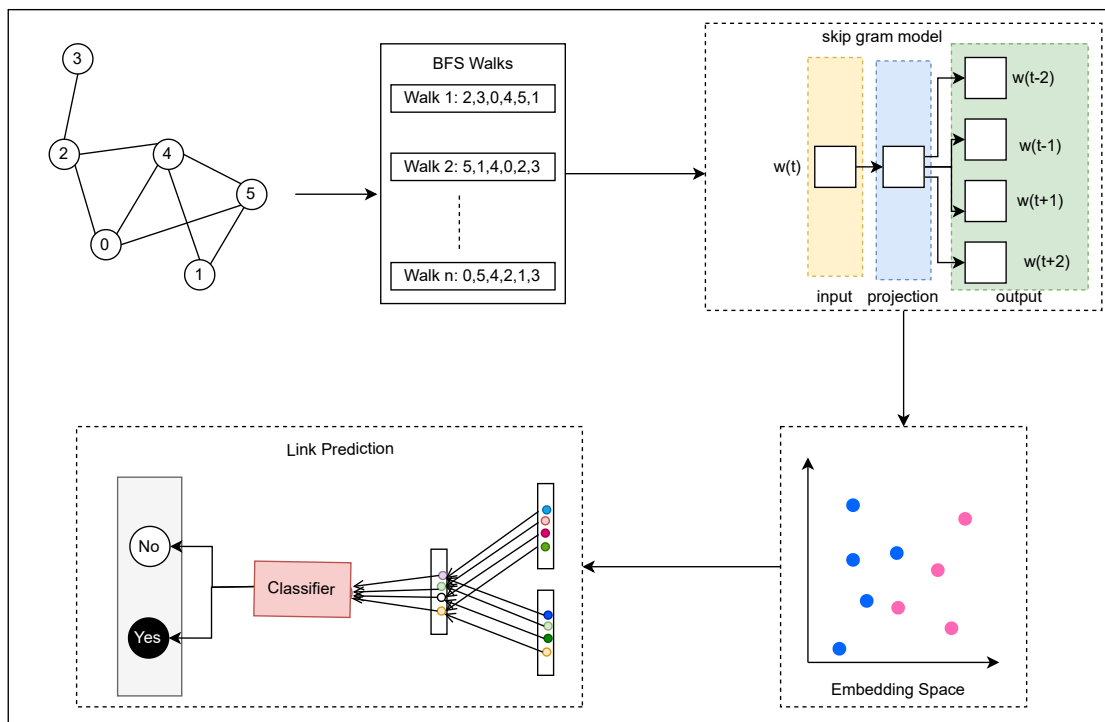 3
2
4
5
0
1
BFS Walks
Walk 1: 2,3,0,4,5,1
Walk 2: 5,1,4,0,2,3
Walk n: 0,5,4,2,1,3
skip gram model
w(t-2)
w(t-1)
w(t)
w(t+1)
w(t+2)
input
projection
output
Link Prediction
No
Classifier
Yes
Embedding Space